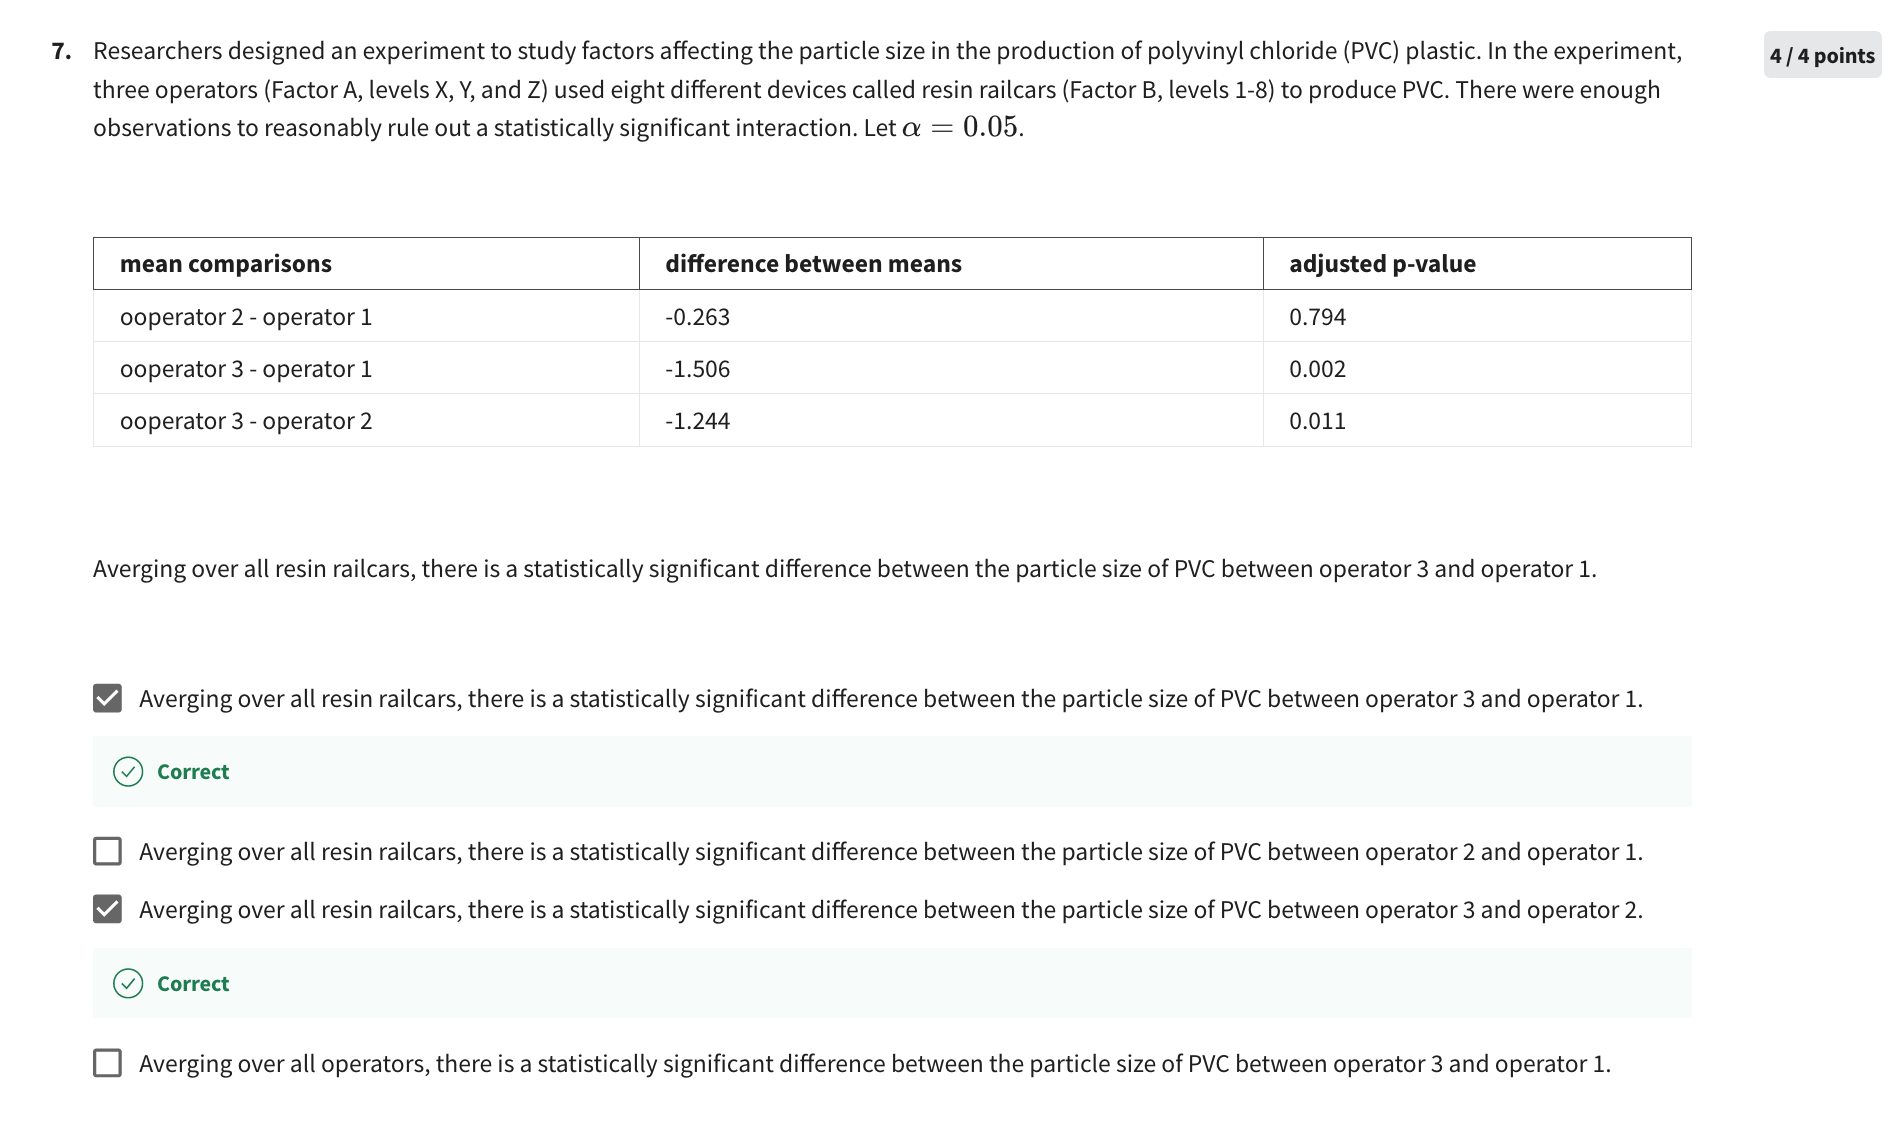 7. Researchers designed an experiment to study factors affecting the particle size in the production of polyvinyl chloride (PVC) plastic. In the experiment,
4 / 4 points
three operators (Factor A, levels X, Y, and Z) used eight different devices called resin railcars (Factor B, levels 1-8) to produce PVC. There were enough
observations to reasonably rule out a statistically significant interaction. Let α = 0.05.
mean comparisons difference between means adjusted p-value
ooperator 2 - operator 1 -0.263 0.794
ooperator 3 - operator 1 -1.506 0.002
ooperator 3 - operator 2 -1.244 0.011
Averging over all resin railcars, there is a statistically significant difference between the particle size of PVC between operator 3 and operator 1.
Averging over all resin railcars, there is a statistically significant difference between the particle size of PVC between operator 3 and operator 1.
Correct
Averging over all resin railcars, there is a statistically significant difference between the particle size of PVC between operator 2 and operator 1.
Averging over all resin railcars, there is a statistically significant difference between the particle size of PVC between operator 3 and operator 2.
Correct
Averging over all operators, there is a statistically significant difference between the particle size of PVC between operator 3 and operator 1.